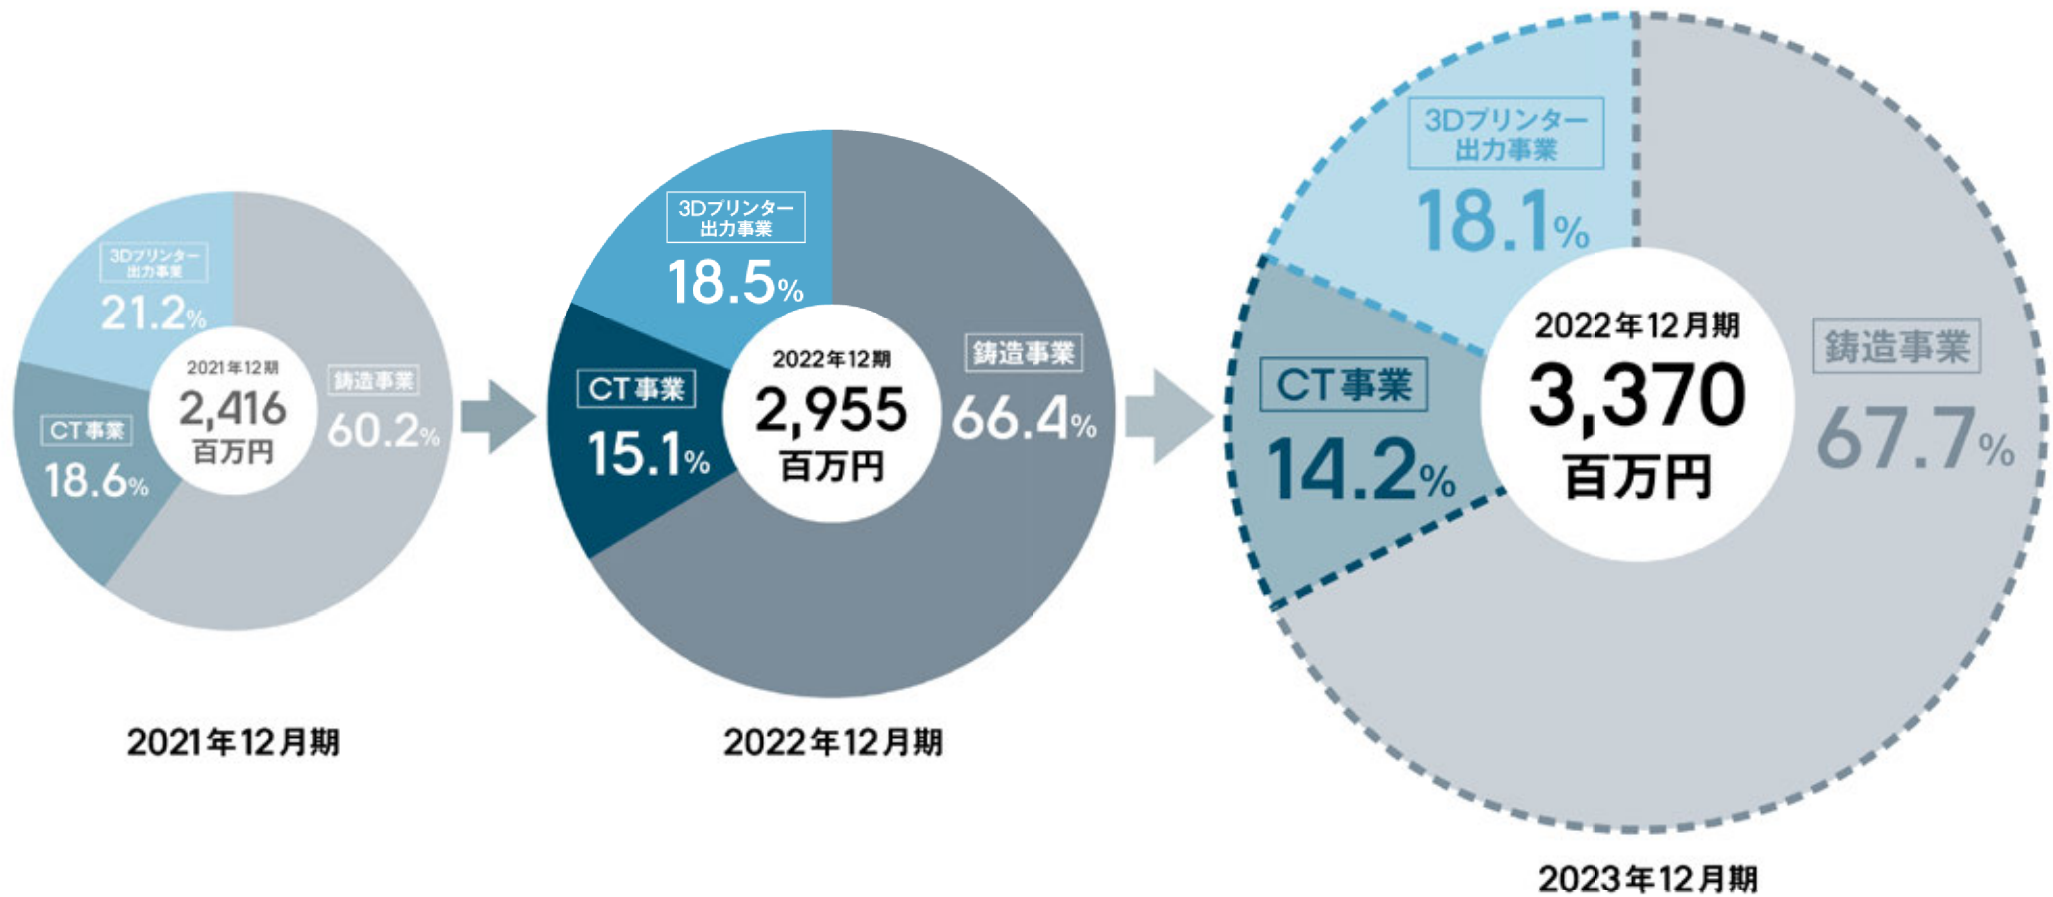 3Dプリンター
出力事業
21.2%
CT事業
18.6%
2021年12期
2,416
百万円
鋳造事業
60.2%
2021年12月期
3Dプリンター
出力事業
18.5%
CT事業
15.1%
2022年12期
2,955
百万円
鋳造事業
66.4%
2022年12月期
3Dプリンター
出力事業
18.1%
CT事業
14.2%
2022年12月期
3,370
百万円
鋳造事業
67.7%
2023年12月期